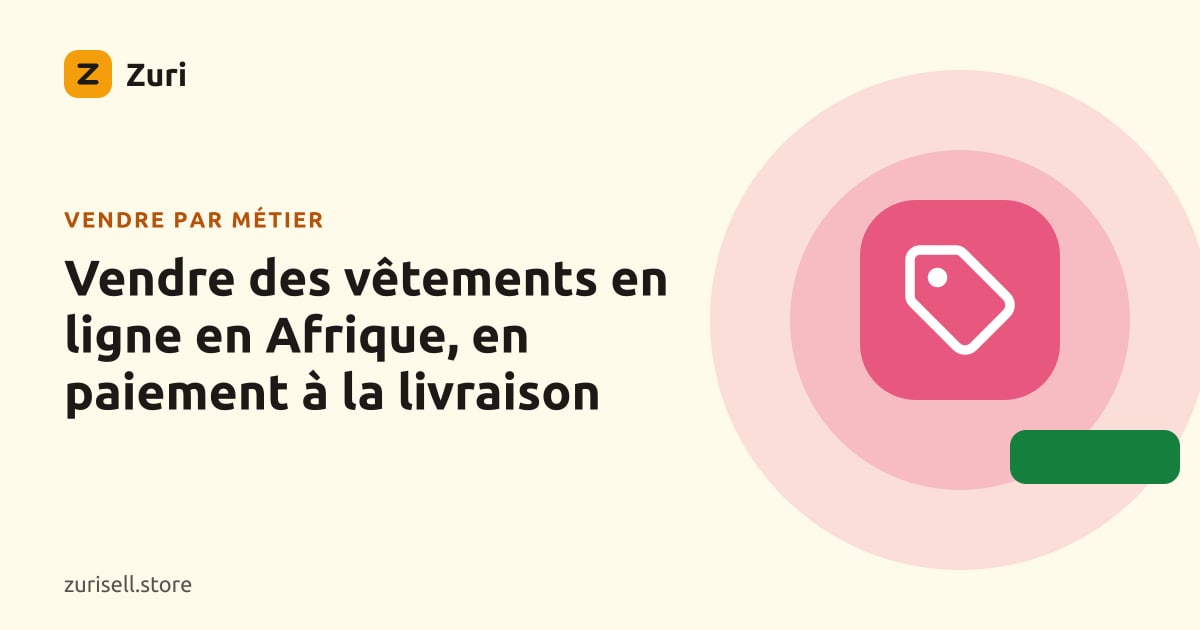 Z Zuri
VENDRE PAR MÉTIER
Vendre des vêtements en
ligne en Afrique, en
paiement à la livraison
zurisell.store